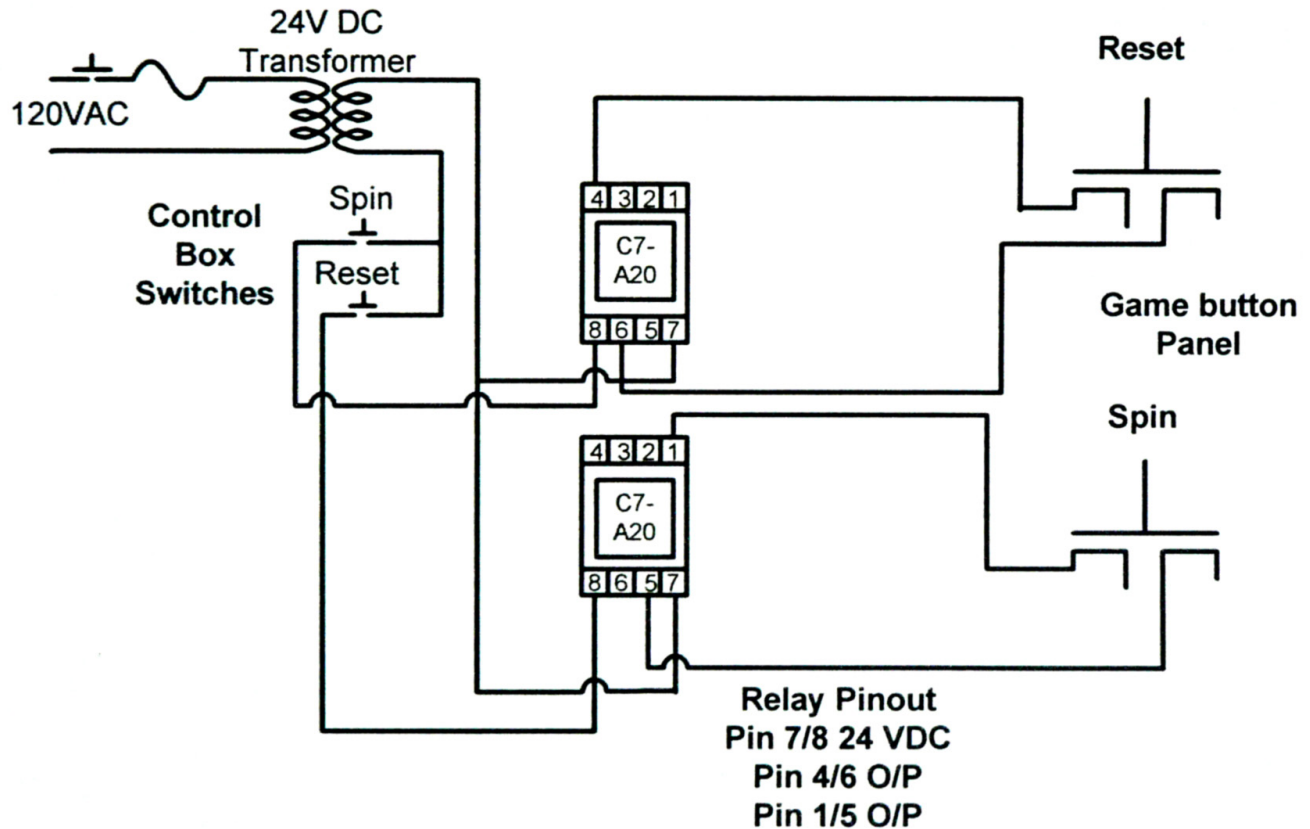 24V DC
Transformer
120VAC
Control
Box
Switches
Spin
Reset
4 3 2 1
C7-
A20
8 6 5 7
4 3 2 1
C7-
A20
8 6 5 7
Reset
Game button
Panel
Spin
Relay Pinout
Pin 7/8 24 VDC
Pin 4/6 O/P
Pin 1/5 O/P